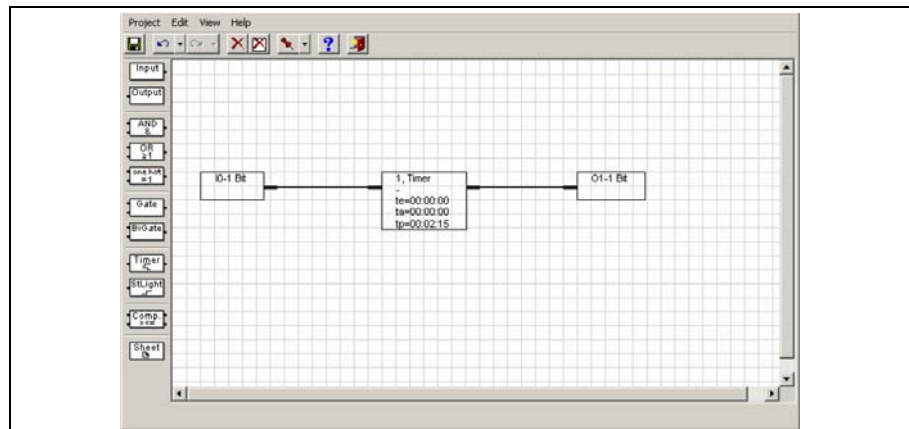 Project Edit View Help
?
Input
Output
AND
&
OR
≥1
one hot
=1
Gate
BiGate
Timer
StLight
Comp.
Sheet
I0-1 Bit
1, Timer
-
te=00:00:00
ta=00:00:00
tp=00:02:15
O1-1 Bit